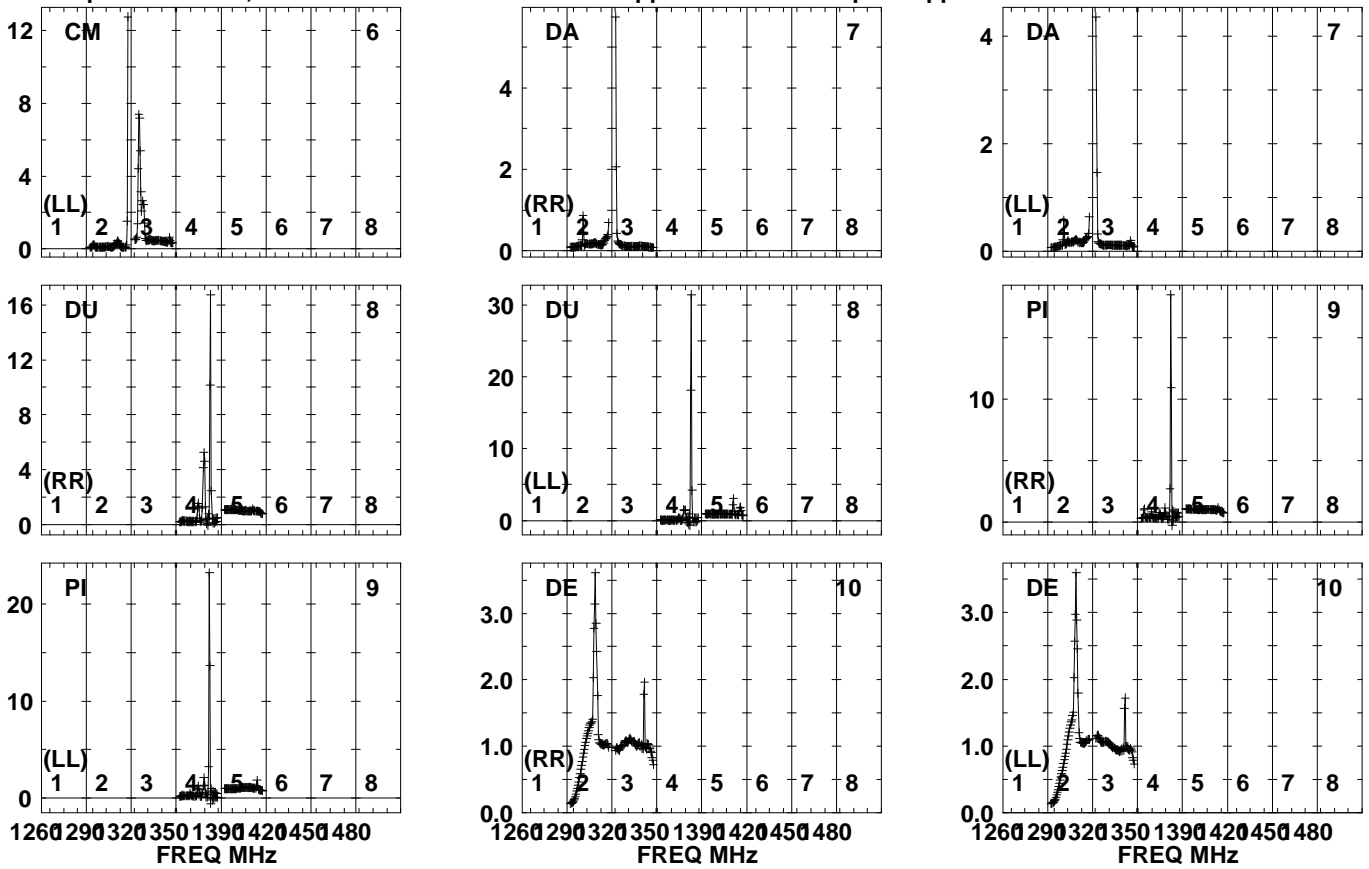 12 CM 6
8
4
(LL)
1 2 3 4 5 6 7 8
0
DA 7
4
2
(RR)
1 2 3 4 5 6 7 8
0
4 DA 7
2
(LL)
1 2 3 4 5 6 7 8
0
16 DU 8
12
8
4
(RR)
1 2 3 4 5 6 7 8
0
30 DU 8
20
10
(LL)
1 2 3 4 5 6 7 8
0
PI 9
10
(RR)
1 2 3 4 5 6 7 8
0
PI 9
20
10
(LL)
1 2 3 4 5 6 7 8
0
1260 1290 1320 1350 1390 1420 1450 1480
FREQ MHz
DE 10
3.0
2.0
1.0
(RR)
1 2 3 4 5 6 7 8
0.0
1260 1290 1320 1350 1390 1420 1450 1480
FREQ MHz
DE 10
3.0
2.0
1.0
(LL)
1 2 3 4 5 6 7 8
0.0
1260 1290 1320 1350 1390 1420 1450 1480
FREQ MHz